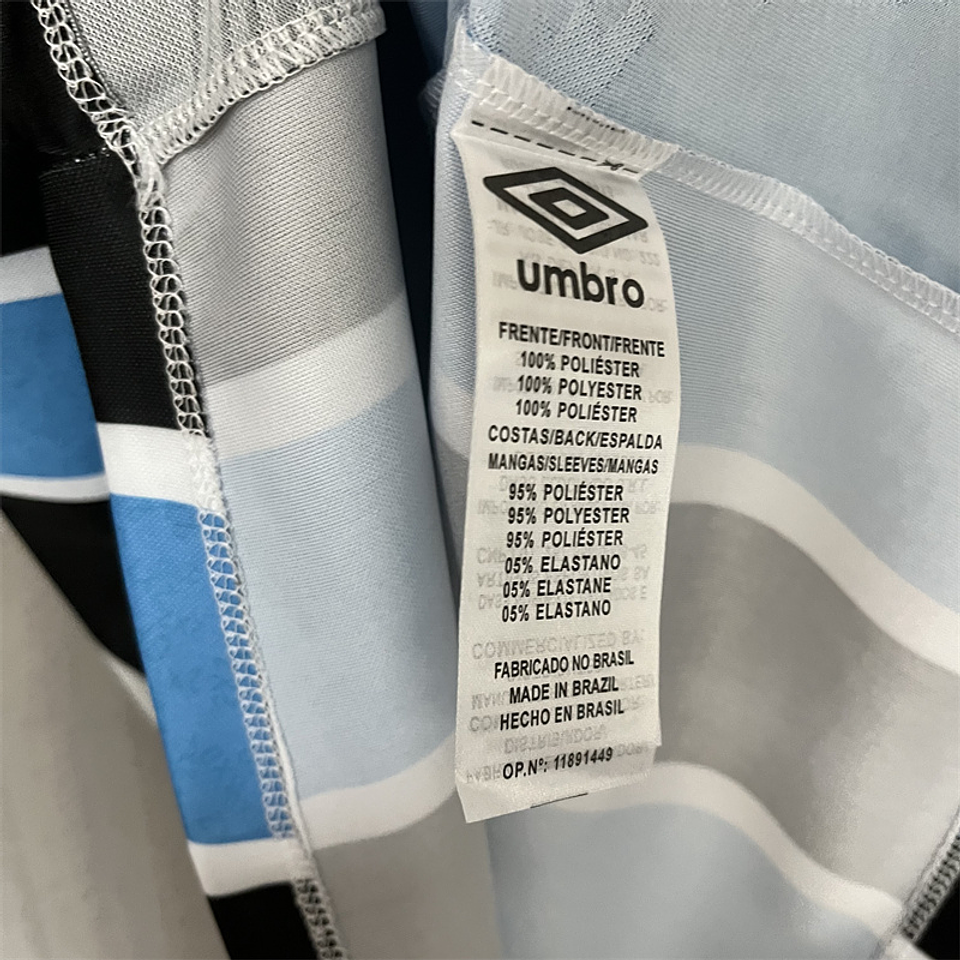 umbro
FRENTE/FRONT/FRENTE
100% POLIÉSTER
100% POLYESTER
100% POLIÉSTER
COSTAS/BACK/ESPALDA
MANGAS/SLEEVES/MANGAS
95% POLIÉSTER
95% POLYESTER
95% POLIÉSTER
05% ELASTANO
05% ELASTANE
05% ELASTANO
FABRICADO NO BRASIL
MADE IN BRAZIL
HECHO EN BRASIL
OP.Nº: 11891449